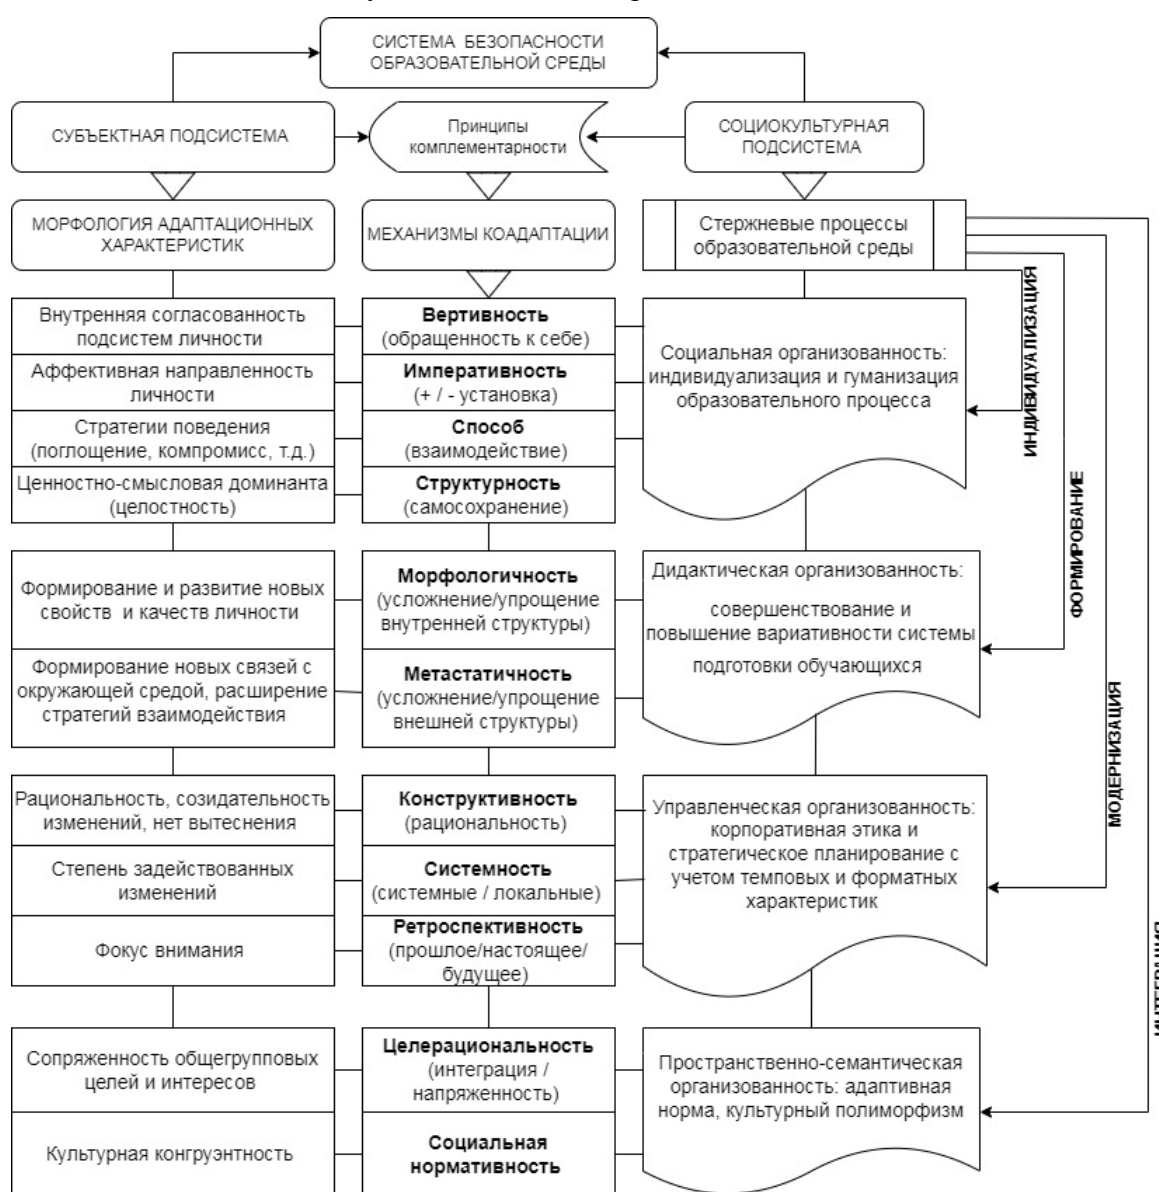 СИСТЕМА БЕЗОПАСНОСТИ
ОБРАЗОВАТЕЛЬНОЙ СРЕДЫ
СУБЪЕКТНАЯ ПОДСИСТЕМА
Принципы
комплементарности
СОЦИОКУЛЬТУРНАЯ
ПОДСИСТЕМА
МОРФОЛОГИЯ АДАПТАЦИОННЫХ
ХАРАКТЕРИСТИК
МЕХАНИЗМЫ КОАДАПТАЦИИ
Стержневые процессы
образовательной среды
Внутренняя согласованность
подсистем личности
Вертивность
(обращенность к себе)
Аффективная направленность
личности
Императивность
(+ / - установка)
Стратегии поведения
(поглощение, компромисс, т.д.)
Способ
(взаимодействие)
Ценностно-смысловая доминанта
(целостность)
Структурность
(самосохранение)
Социальная организованность:
индивидуализация и гуманизация
образовательного процесса
ИНДИВИДУАЛИЗАЦИЯ
Формирование и развитие новых
свойств и качеств личности
Морфологичность
(усложнение/упрощение
внутренней структуры)
Формирование новых связей с
окружающей средой, расширение
стратегий взаимодействия
Метастатичность
(усложнение/упрощение
внешней структуры)
Дидактическая организованность:
совершенствование и
повышение вариативности системы
подготовки обучающихся
ФОРМИРОВАНИЕ
Рациональность, созидательность
изменений, нет вытеснения
Конструктивность
(рациональность)
Степень задействованных
изменений
Системность
(системные / локальные)
Фокус внимания
Ретроспективность
(прошлое/настоящее/
будущее)
Управленческая организованность:
корпоративная этика и
стратегическое планирование с
учетом темповых и форматных
характеристик
МОДЕРНИЗАЦИЯ
Сопряженность общегрупповых
целей и интересов
Целерациональность
(интеграция /
напряженность)
Культурная конгруэнтность
Социальная
нормативность
Пространственно-семантическая
организованность: адаптивная
норма, культурный полиморфизм
ИНТЕГРАЦИЯ